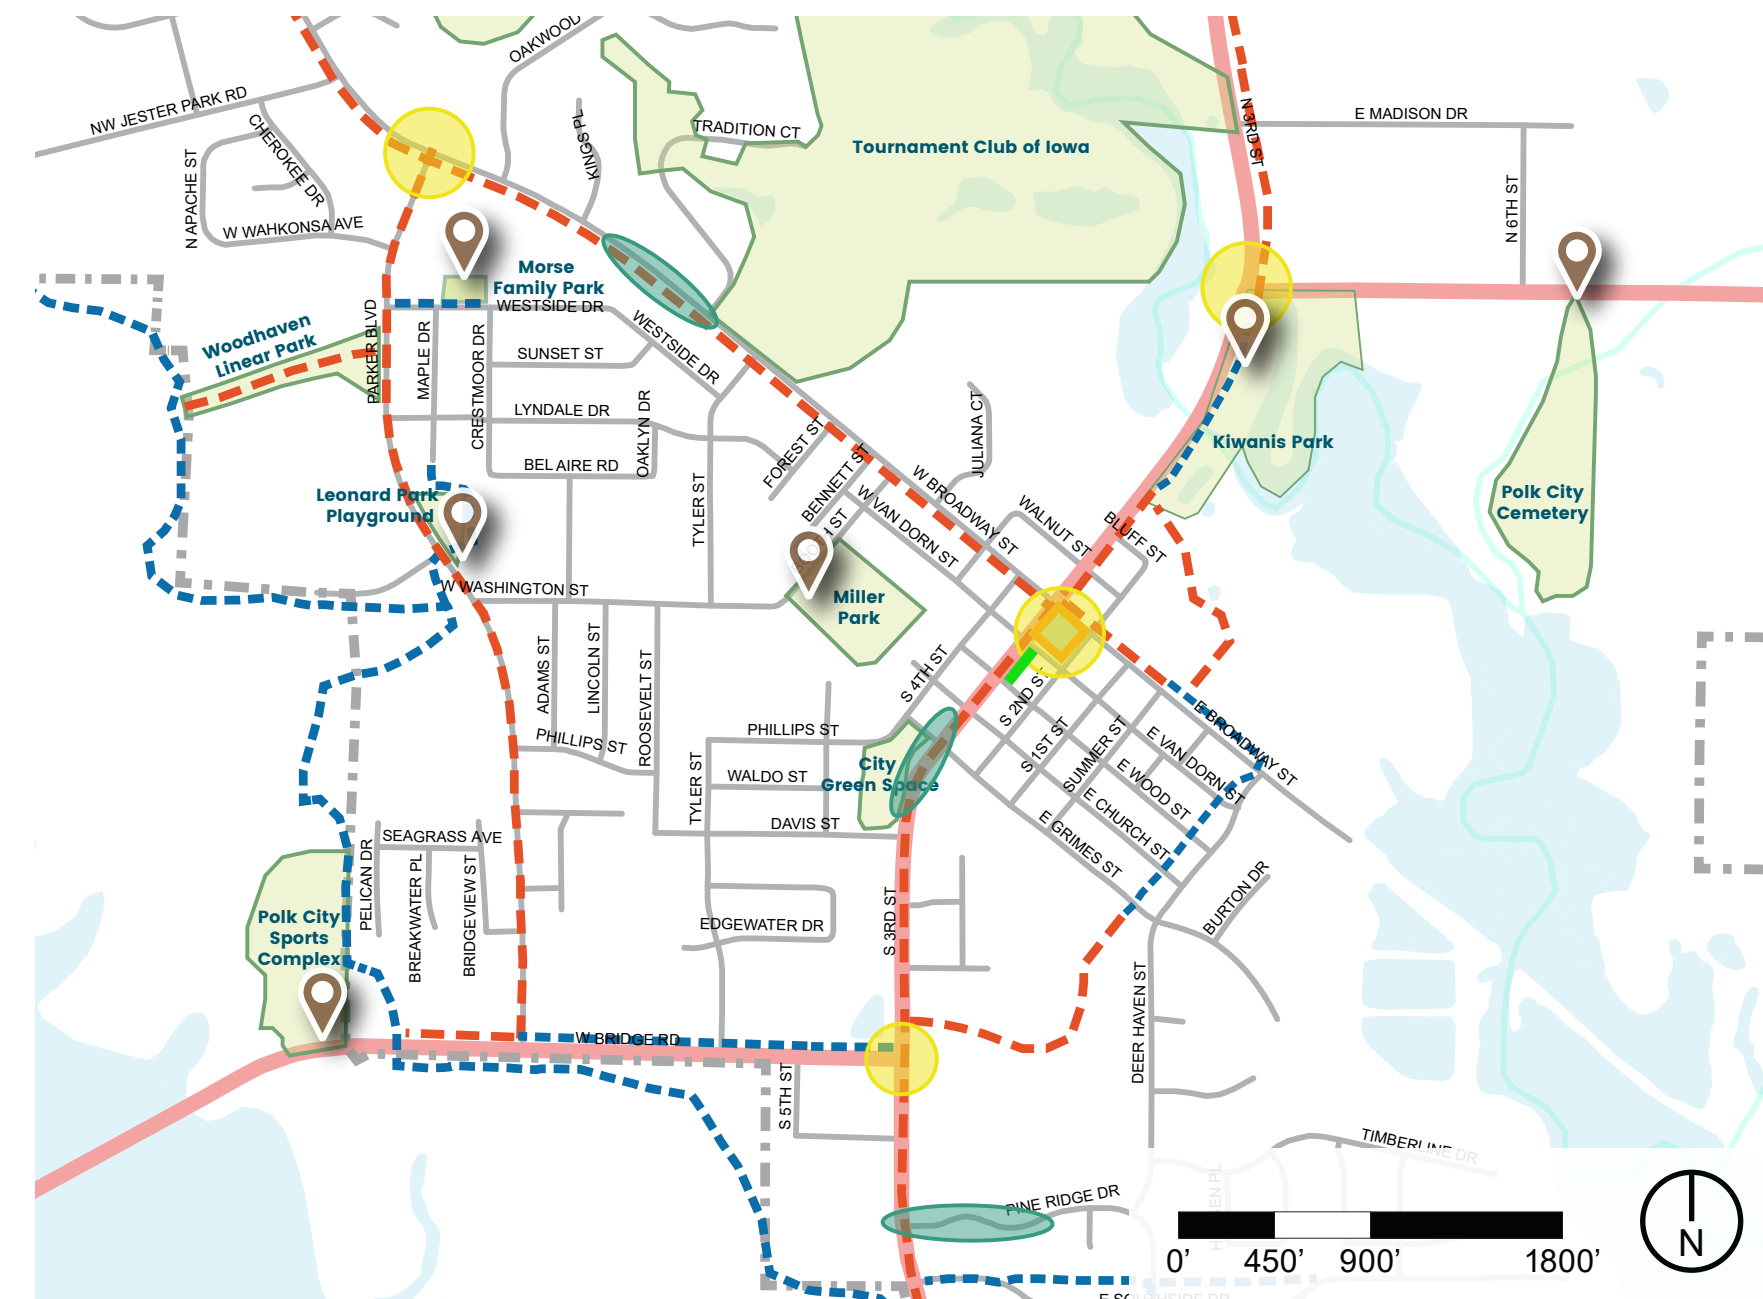 OAKWOOD
NW JESTER PARK RD
CHEROKEE DR
N APACHE ST
W WAHKONSA AVE
KINGS PL
TRADITION CT
Tournament Club of Iowa
N 3RD ST
E MADISON DR
N 6TH ST
Morse
Family Park
WESTSIDE DR
WESTSIDE DR
Woodhaven
Linear Park
PARKER BLVD
MAPLE DR
CRESTMOOR DR
SUNSET ST
LYNDALE DR
OAKLYN DR
BEL AIRE RD
FOREST ST
BENNETT ST
JULIANA CT
Kiwanis Park
Polk City
Cemetery
Leonard Park
Playground
TYLER ST
W VAN DORN ST
W BROADWAY ST
WALNUT ST
BLUFF ST
W WASHINGTON ST
Miller
Park
ADAMS ST
LINCOLN ST
ROOSEVELT ST
PHILLIPS ST
PHILLIPS ST
S 4TH ST
S 2ND ST
S 1ST ST
SUMMER ST
E BROADWAY ST
E VAN DORN ST
E WOOD ST
E CHURCH ST
E GRIMES ST
City
Green Space
WALDO ST
TYLER ST
DAVIS ST
SEAGRASS AVE
PELICAN DR
BREAKWATER PL
BRIDGEVIEW ST
Polk City
Sports
Complex
EDGEWATER DR
S 3RD ST
BURTON DR
DEER HAVEN ST
W BRIDGE RD
S 5TH ST
TIMBERLINE DR
PINE RIDGE DR
0' 450' 900' 1800'
N